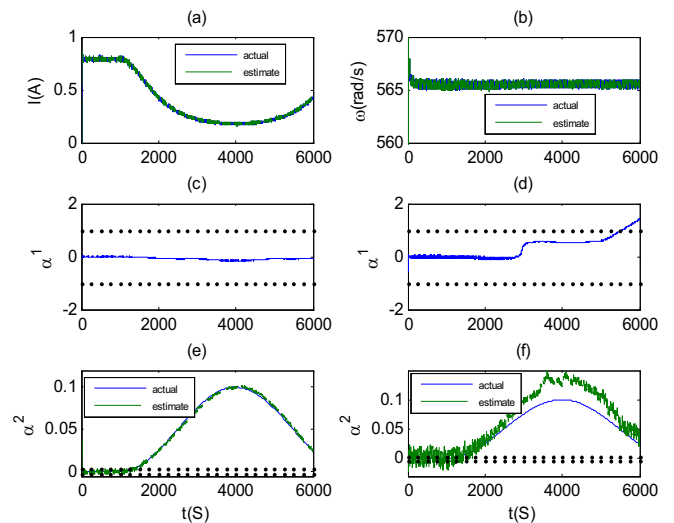 (a)
1
0.5
0
I(A)
actual
estimate
0
2000
4000
6000
(b)
570
565
560
ω(rad/s)
actual
estimate
0
2000
4000
6000
(c)
2
0
-2
α1
0
2000
4000
6000
(d)
2
0
-2
α1
0
2000
4000
6000
(e)
0.1
0.05
0
α2
actual
estimate
0
2000
4000
6000
t(S)
(f)
0.1
0.05
0
α2
actual
estimate
0
2000
4000
6000
t(S)